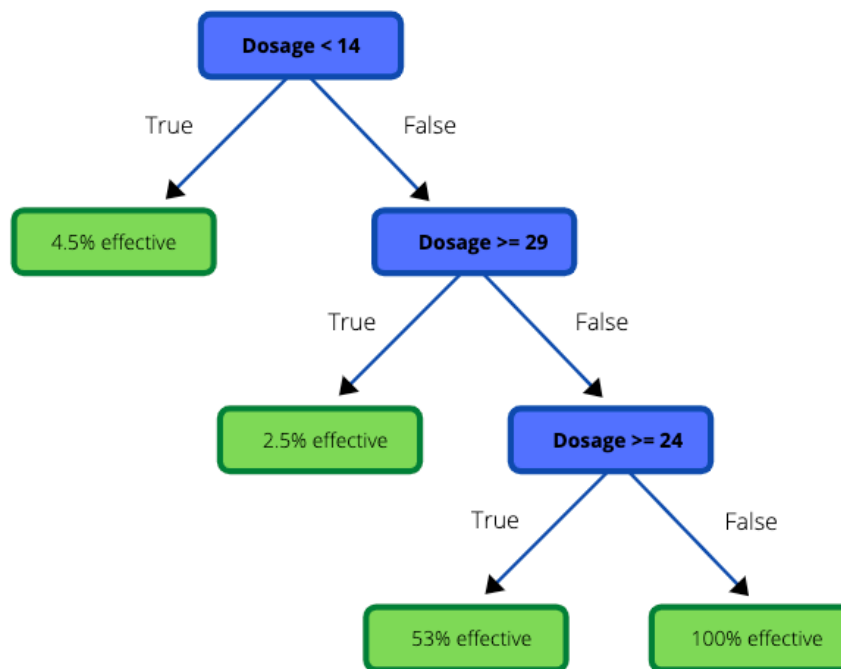 Dosage < 14
True
False
4.5% effective
Dosage >= 29
True
False
2.5% effective
Dosage >= 24
True
False
53% effective
100% effective